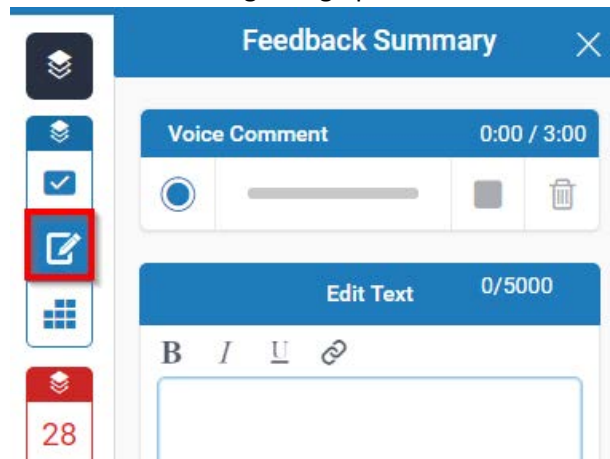 Feedback Summary
Voice Comment 0:00 / 3:00
Edit Text 0/5000
B I U
28